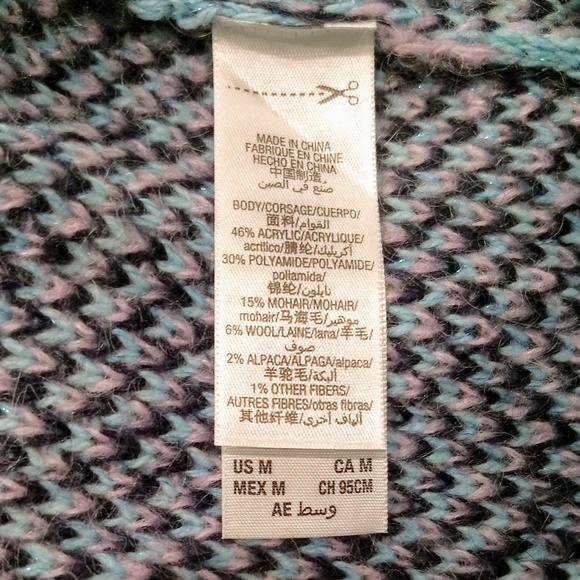 MADE IN CHINA
FABRIQUÉ EN CHINE
HECHO EN CHINA
中国制造
صنع في الصين
BODY/CORSAGE/CUERPO/
面料/القوام/
46% ACRYLIC/ACRYLIQUE/
acrílico/腈纶/أكريليك/
30% POLYAMIDE/POLYAMIDE/
poliamida/
锦纶/نايلون/
15% MOHAIR/MOHAIR/
mohair/马海毛/موهير/
6% WOOL/LAINE/lana/羊毛/
صوف
2% ALPACA/ALPAGA/alpaca/
羊驼毛/ألبكة/
1% OTHER FIBERS/
AUTRES FIBRES/otras fibras/
其他纤维/ألياف أخرى/
US M CA M
MEX M CH 95CM
AE وسط